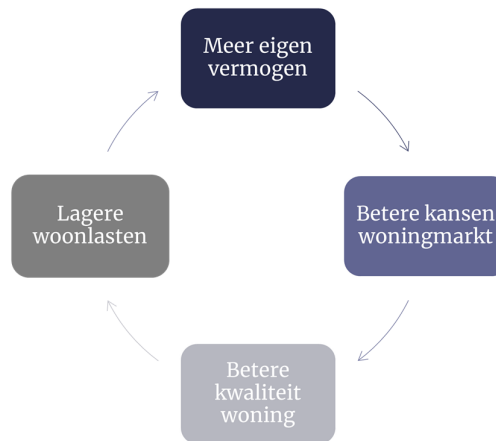 Meer eigen
vermogen
Betere kansen
woningmarkt
Betere
kwaliteit
woning
Lagere
woonlasten